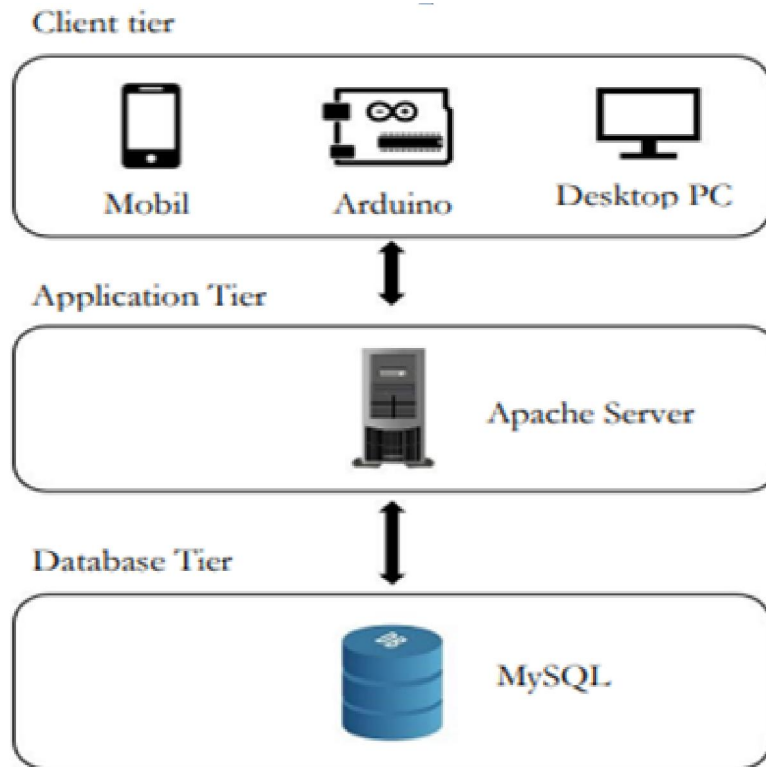 Client tier
Mobil
Arduino
Desktop PC
Application Tier
Apache Server
Database Tier
MySQL